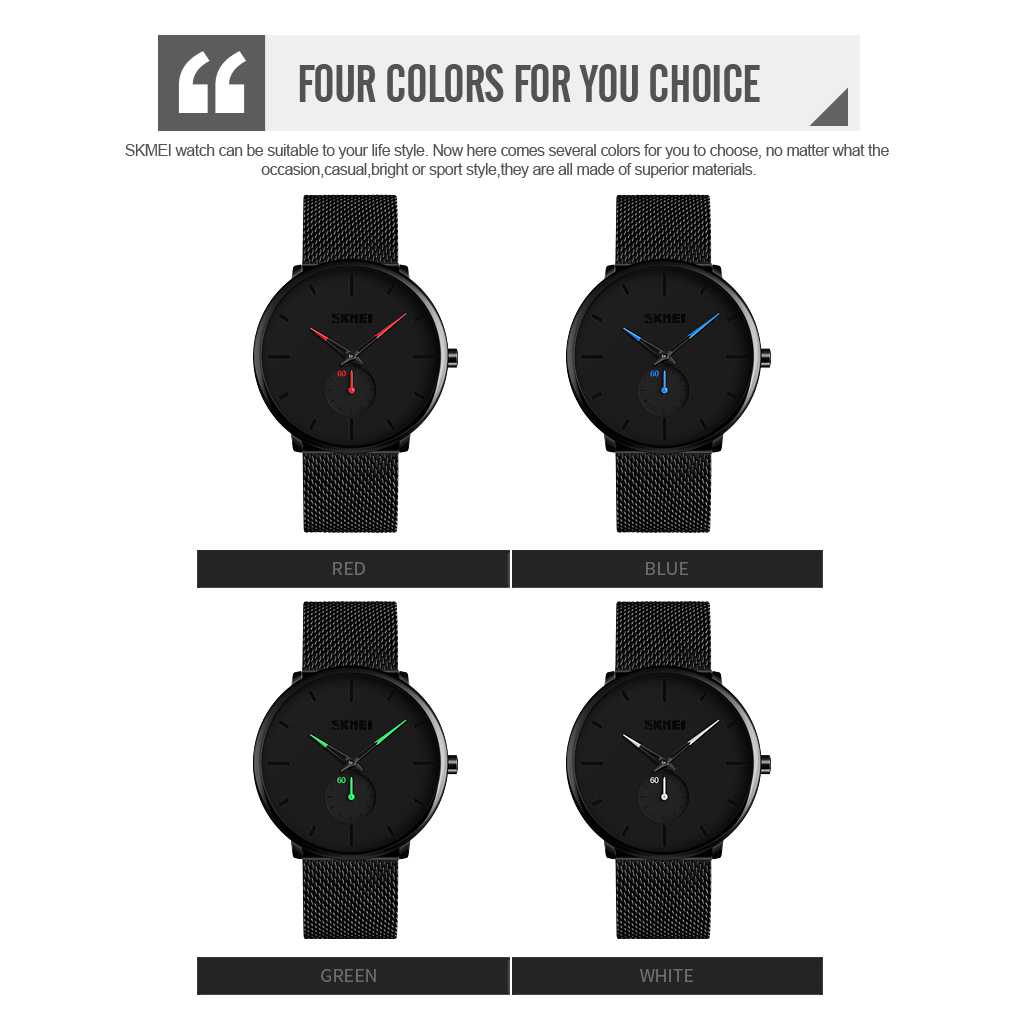 FOUR COLORS FOR YOU CHOICE
SKMEI watch can be suitable to your life style. Now here comes several colors for you to choose, no matter what the
occasion,casual,bright or sport style,they are all made of superior materials.
SKMEI
60
SKMEI
60
RED
BLUE
SKMEI
60
SKMEI
60
GREEN
WHITE